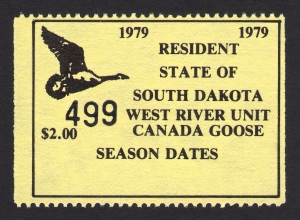 1979 1979
RESIDENT
STATE OF
SOUTH DAKOTA
499 WEST RIVER UNIT
$2.00 CANADA GOOSE
SEASON DATES